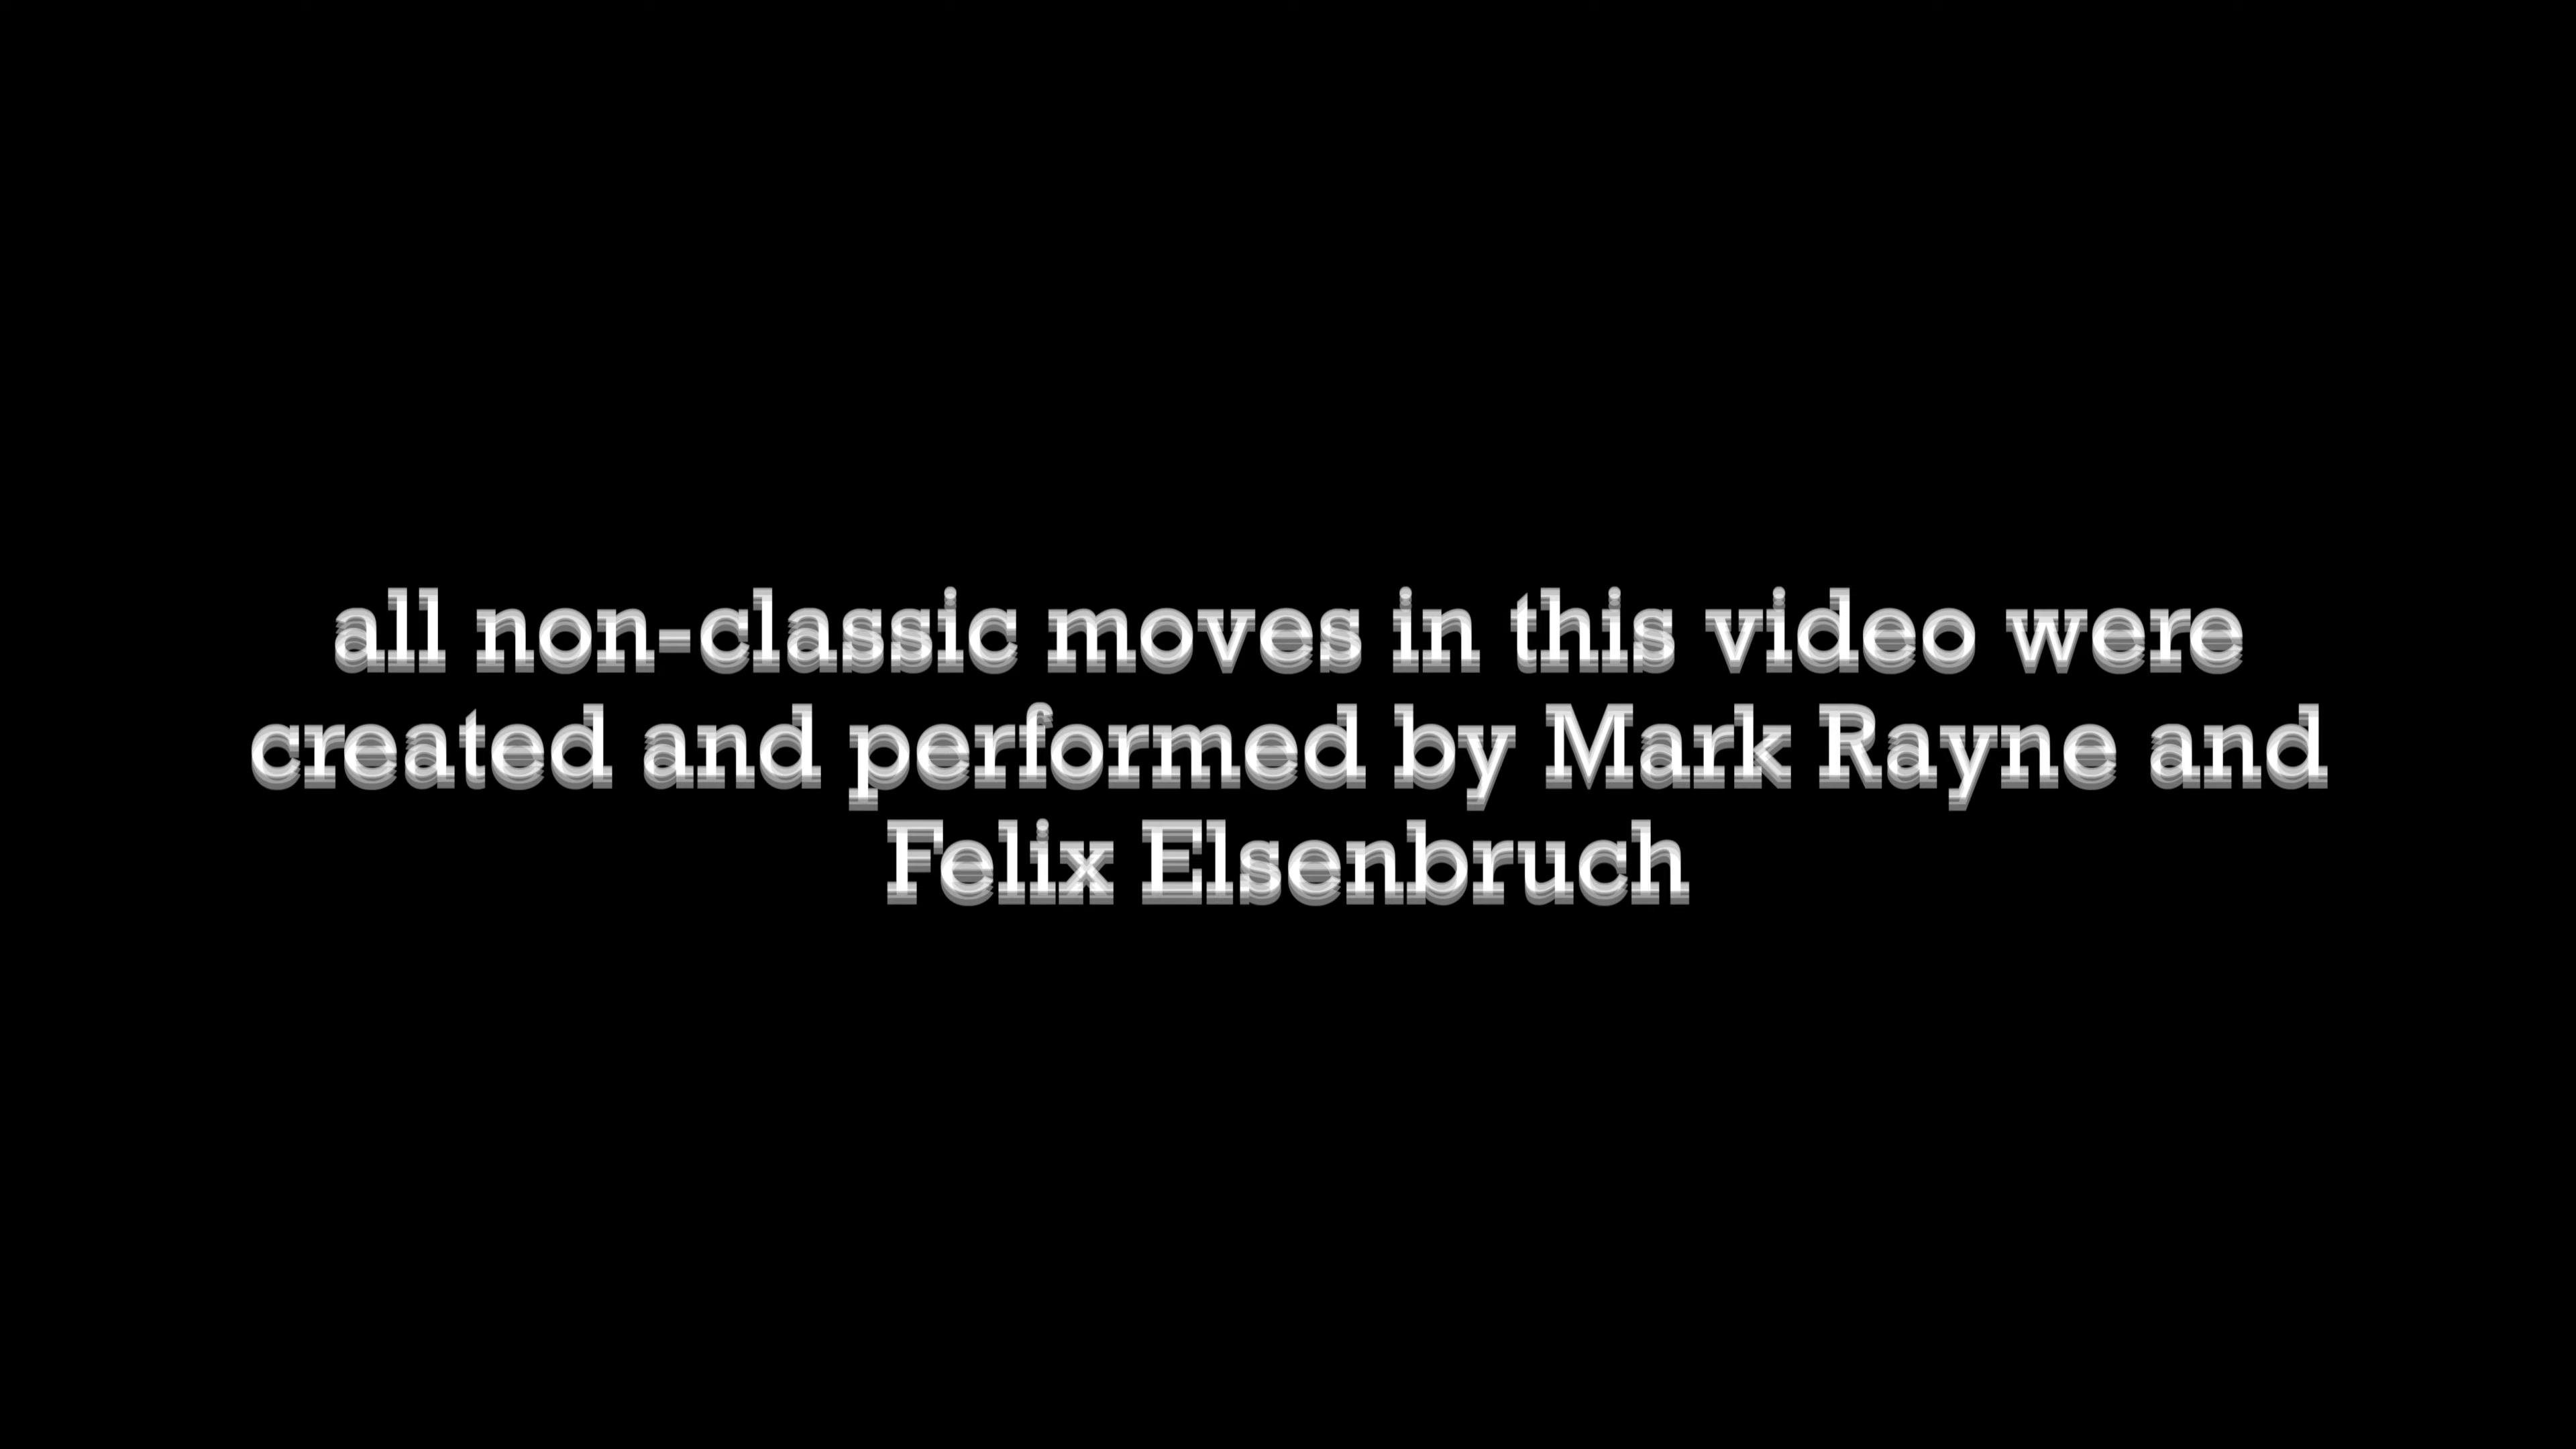 all non-classic moves in this video were
created and performed by Mark Rayne and
Felix Elsenbruch